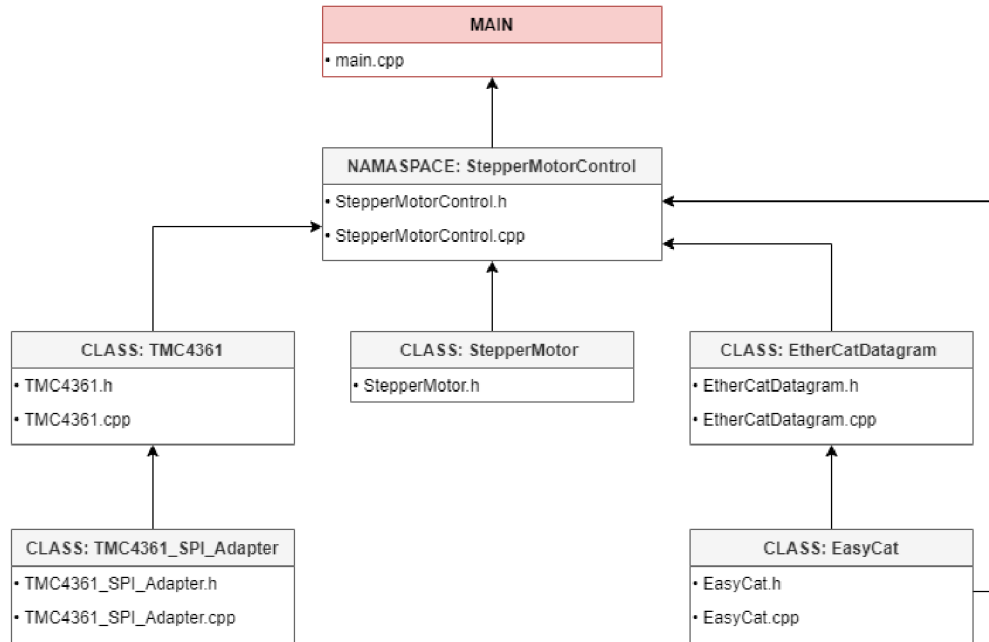 MAIN
• main.cpp
NAMASPACE: StepperMotorControl
• StepperMotorControl.h
• StepperMotorControl.cpp
CLASS: TMC4361
• TMC4361.h
• TMC4361.cpp
CLASS: StepperMotor
• StepperMotor.h
CLASS: EtherCatDatagram
• EtherCatDatagram.h
• EtherCatDatagram.cpp
CLASS: TMC4361_SPI_Adapter
• TMC4361_SPI_Adapter.h
• TMC4361_SPI_Adapter.cpp
CLASS: EasyCat
• EasyCat.h
• EasyCat.cpp